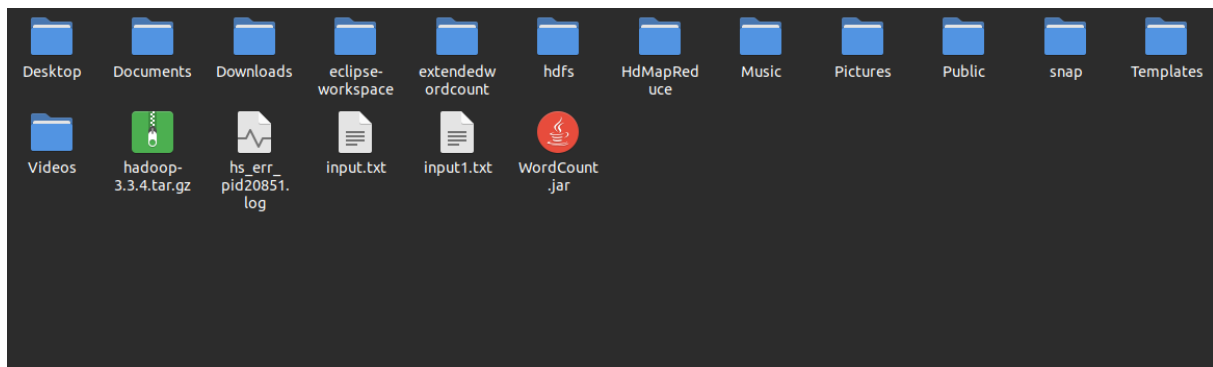 Desktop
Documents
Downloads
eclipse-
workspace
extendedw
ordcount
hdfs
HdMapRed
uce
Music
Pictures
Public
snap
Templates
Videos
hadoop-
3.3.4.tar.gz
hs_err_
pid20851.
log
input.txt
input1.txt
WordCount
.jar